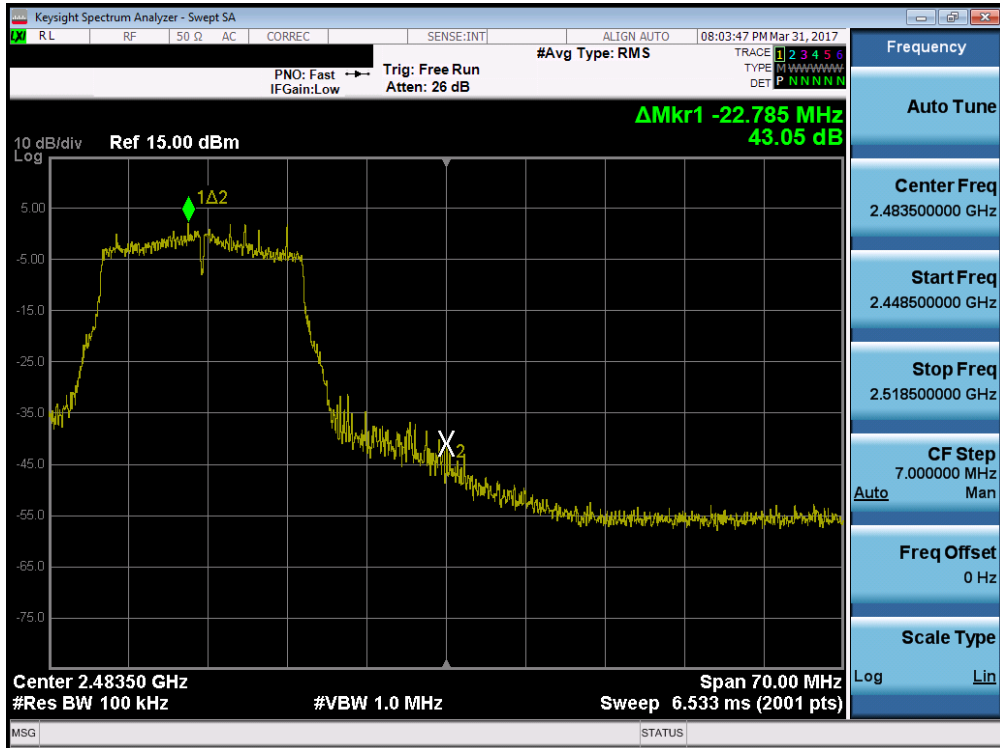 Keysight Spectrum Analyzer - Swept SA
LXI RL RF 50 Ω AC CORREC SENSE:INT ALIGN AUTO 08:03:47 PM Mar 31, 2017
#Avg Type: RMS
TRACE 1 2 3 4 5 6
TYPE M WWWWW
DET P N N N N N
PNO: Fast Trig: Free Run
IFGain:Low Atten: 26 dB
ΔMkr1 -22.785 MHz
43.05 dB
10 dB/div Ref 15.00 dBm
Log
1Δ2
5.00
-5.00
-15.0
-25.0
-35.0
X2
-45.0
-55.0
-65.0
-75.0
Center 2.48350 GHz Span 70.00 MHz
#Res BW 100 kHz #VBW 1.0 MHz Sweep 6.533 ms (2001 pts)
MSG STATUS
Frequency
Auto Tune
Center Freq
2.483500000 GHz
Start Freq
2.448500000 GHz
Stop Freq
2.518500000 GHz
CF Step
7.000000 MHz
Auto Man
Freq Offset
0 Hz
Scale Type
Log Lin